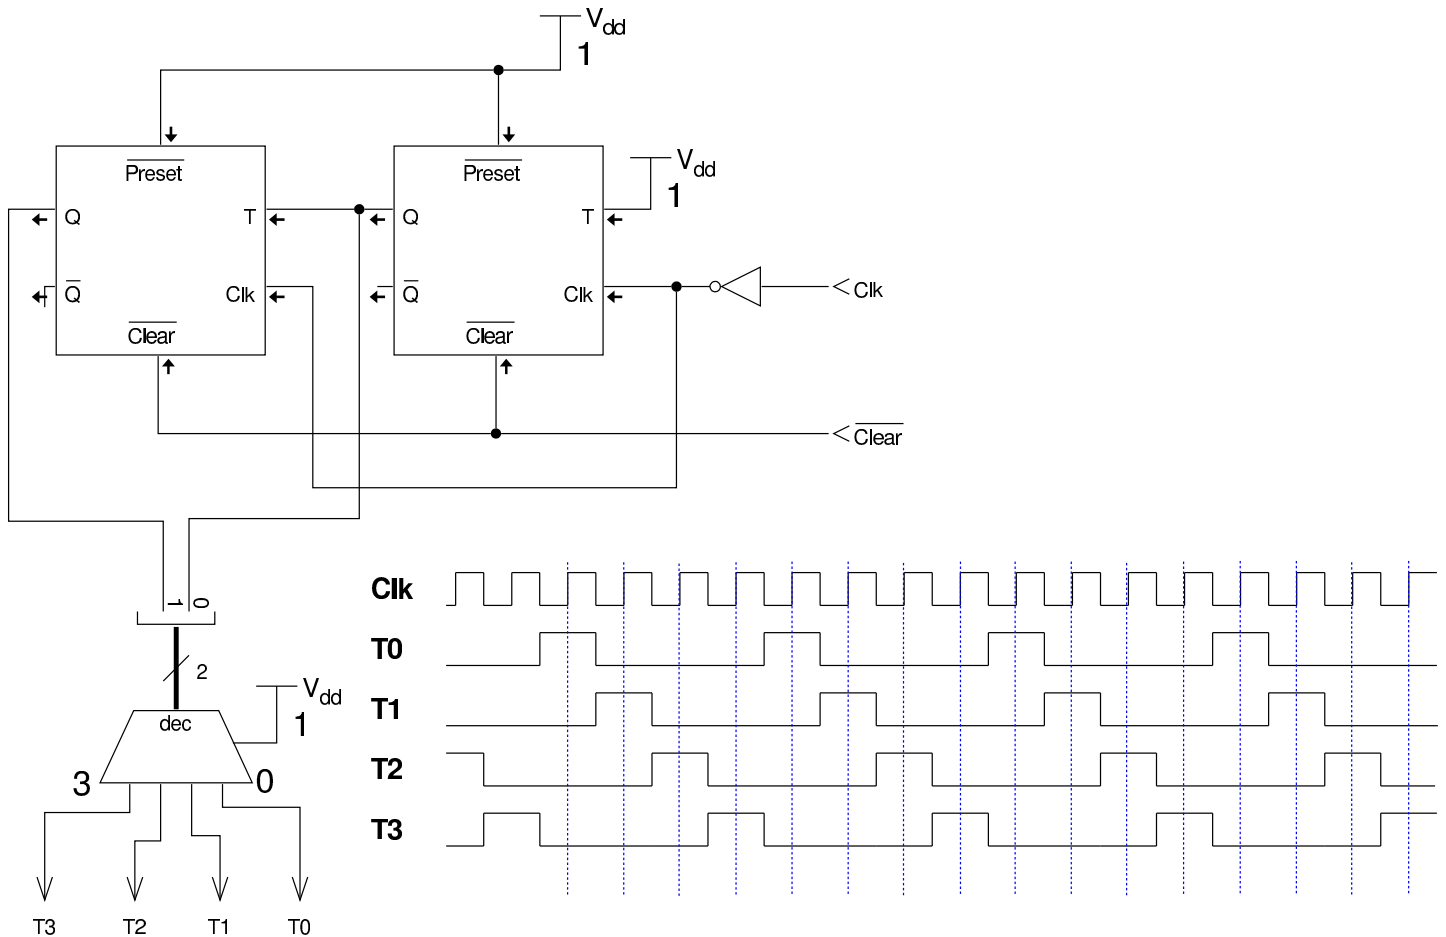 Vdd
1
Preset
Preset
Vdd
1
Q
T
Q
T
Q
Clk
Q
Clk
Clk
Clear
Clear
Clear
Clk
1
0
T0
2
Vdd
1
T1
dec
3
0
T2
T3
T3
T2
T1
T0